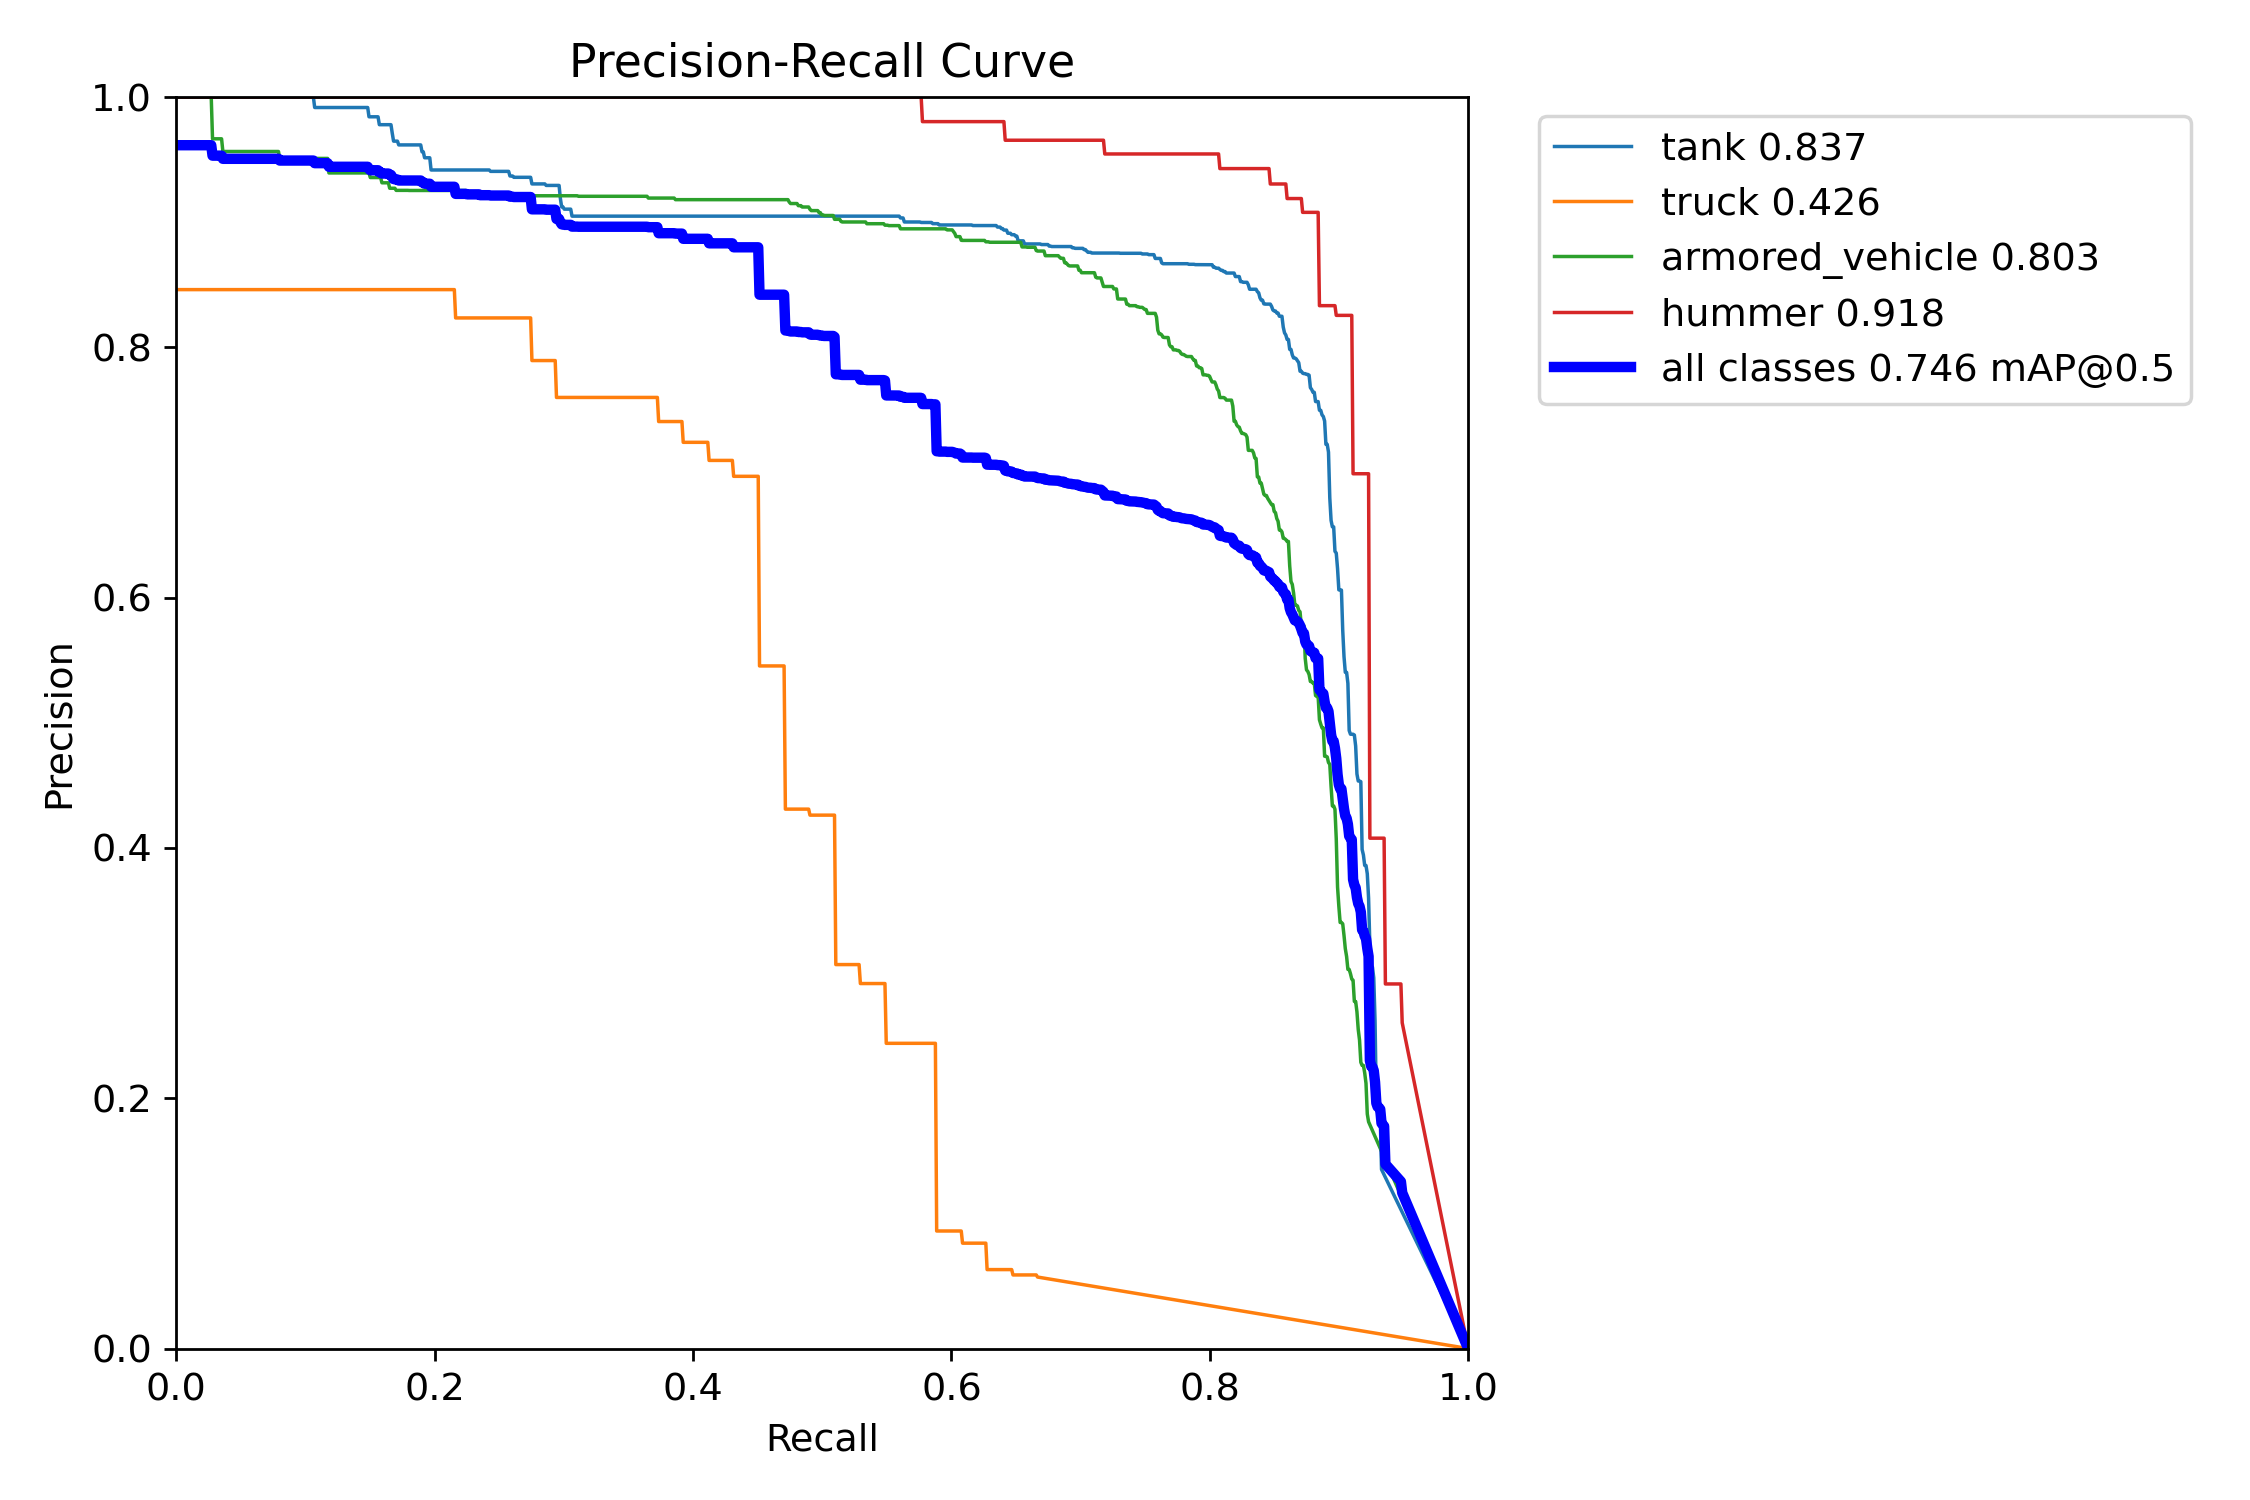 Precision-Recall Curve
1.0
0.8
0.6
0.4
0.2
0.0
Precision
0.0 0.2 0.4 0.6 0.8 1.0
Recall
tank 0.837
truck 0.426
armored_vehicle 0.803
hummer 0.918
all classes 0.746 mAP@0.5